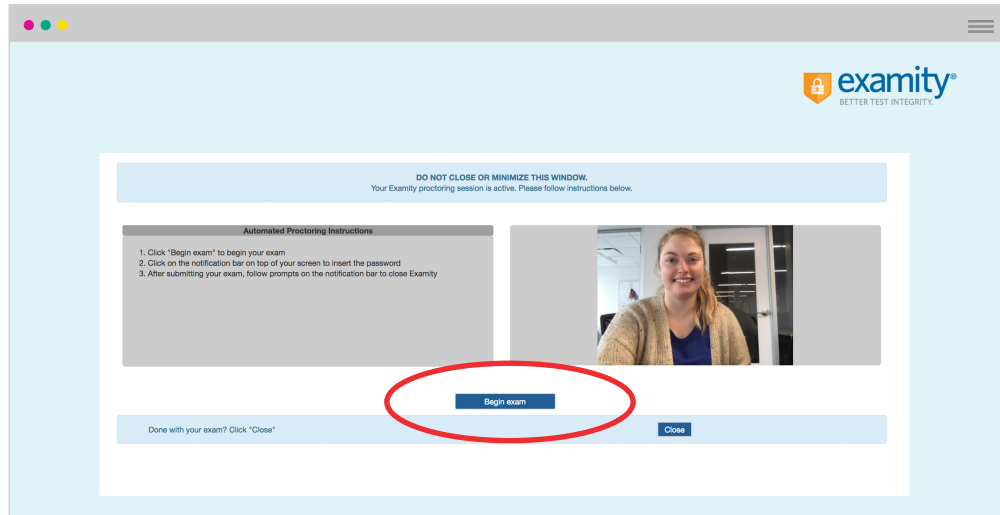 examity®
BETTER TEST INTEGRITY.
DO NOT CLOSE OR MINIMIZE THIS WINDOW.
Your Examity proctoring session is active. Please follow instructions below.
Automated Proctoring Instructions
1. Click "Begin exam" to begin your exam
2. Click on the notification bar on top of your screen to insert the password
3. After submitting your exam, follow prompts on the notification bar to close Examity
Begin exam
Done with your exam? Click "Close"
Close